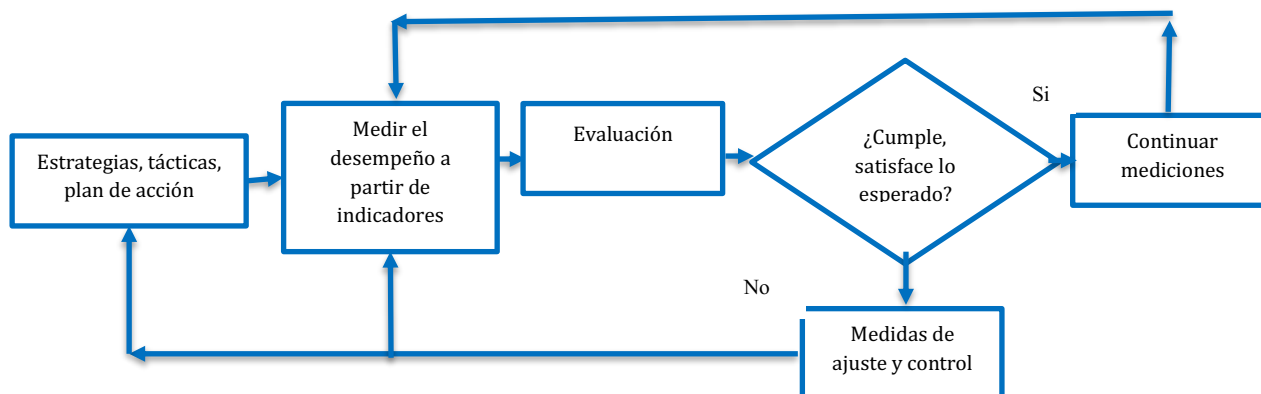 Estrategias, tácticas,
plan de acción
Medir el
desempeño a
partir de
indicadores
Evaluación
¿Cumple,
satisface lo
esperado?
Si
Continuar
mediciones
No
Medidas de
ajuste y control